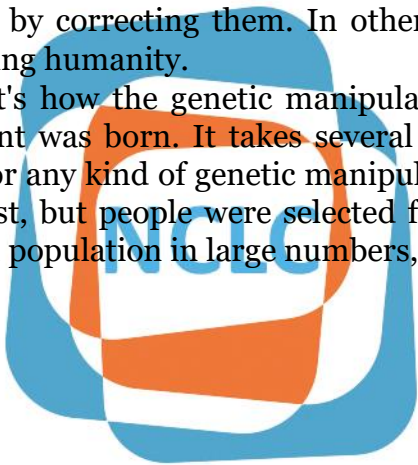 by correcting them. In other
ing humanity.
t's how the genetic manipula
nt was born. It takes several
or any kind of genetic manipul
st, but people were selected f
population in large numbers,
NCLC